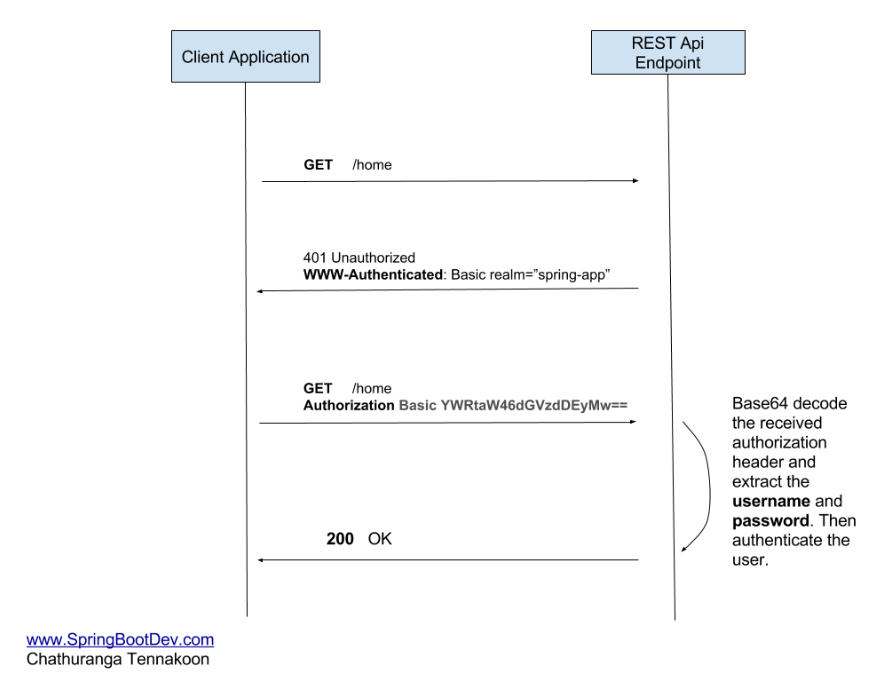 Client Application
REST Api
Endpoint
GET /home
401 Unauthorized
WWW-Authenticated: Basic realm=”spring-app”
GET /home
Authorization Basic YWRtaW46dGVzdDEyMw==
Base64 decode
the received
authorization
header and
extract the
username and
password. Then
authenticate the
user.
200 OK
www.SpringBootDev.com
Chathuranga Tennakoon